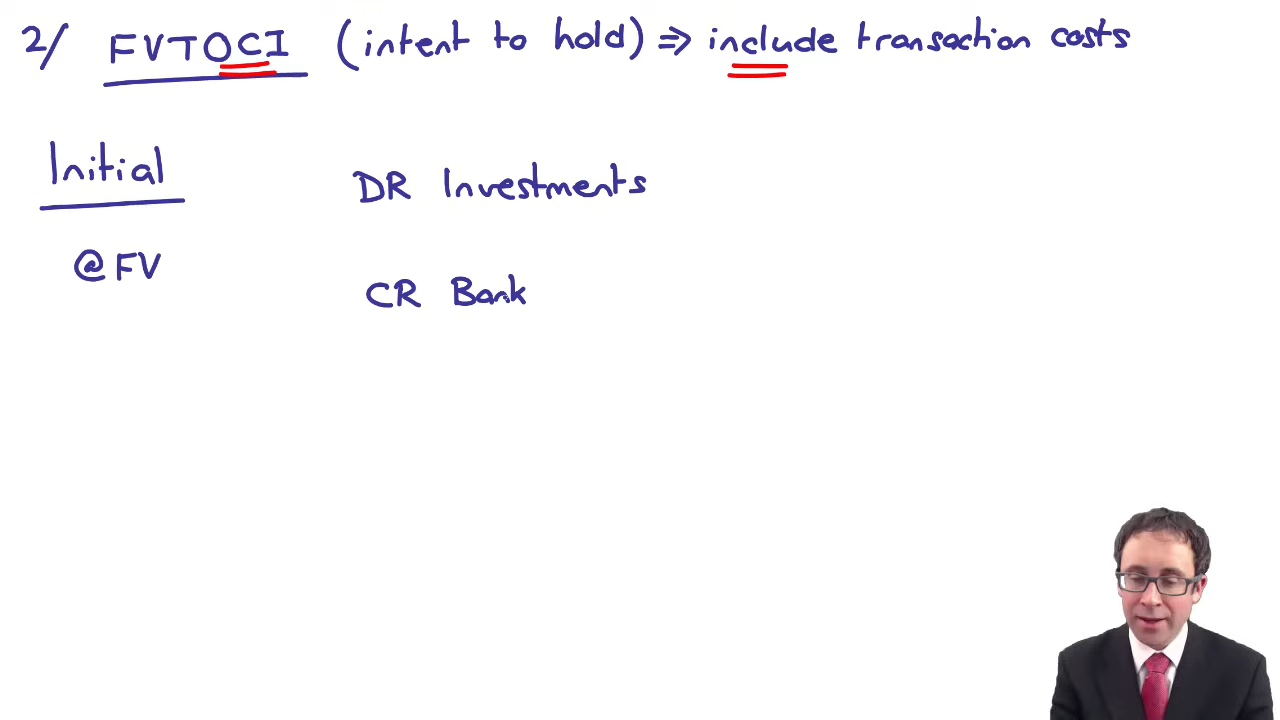 2/ FVTOCI (intent to hold) ⇒ include transaction costs
Initial
DR Investments
@FV
CR Bank